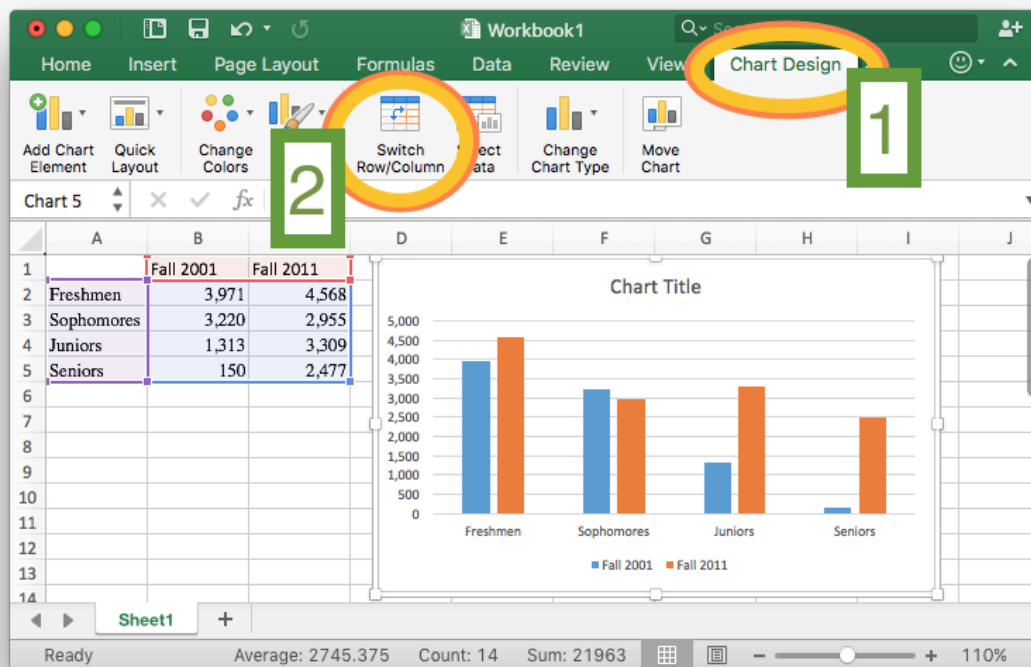 Workbook1
Home Insert Page Layout Formulas Data Review View Chart Design
1
Add Chart Element
Quick Layout
Change Colors
2
Switch Row/Column
Change Chart Type
Move Chart
Chart 5 fx
A B D E F G H I J
1 Fall 2001 Fall 2011
2 Freshmen 3,971 4,568
3 Sophomores 3,220 2,955
4 Juniors 1,313 3,309
5 Seniors 150 2,477
6
7
8
9
10
11
12
13
14
Chart Title
5,000
4,500
4,000
3,500
3,000
2,500
2,000
1,500
1,000
500
0
Freshmen Sophomores Juniors Seniors
Fall 2001 Fall 2011
Sheet1 +
Ready Average: 2745.375 Count: 14 Sum: 21963 − + 110%